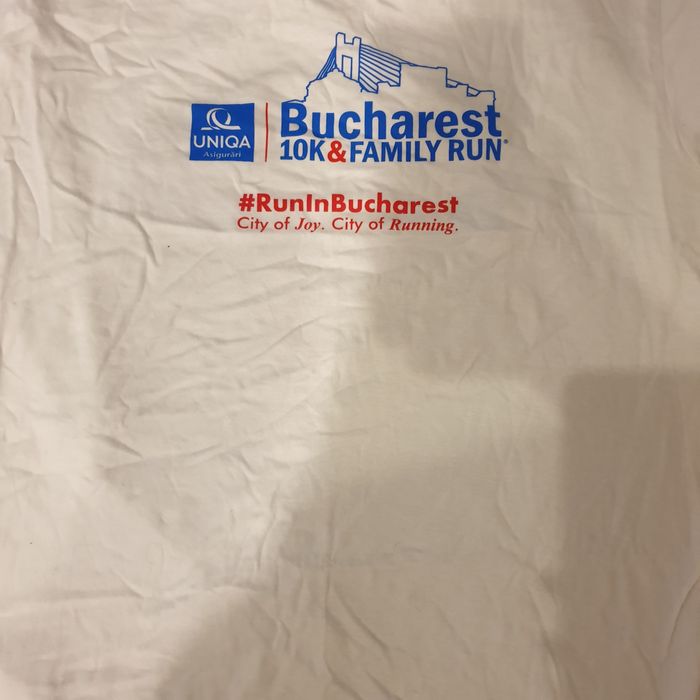 UNIQA
Asigurări
Bucharest
10K&FAMILY RUN®
#RunInBucharest
City of Joy. City of Running.